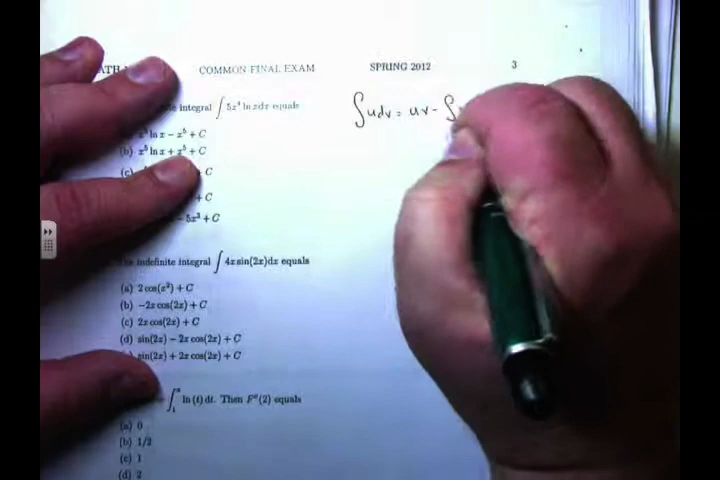 COMMON FINAL EXAM SPRING 2012 3
integral ∫ 5x⁴ ln x dx equals
x⁵ ln x − x⁵ + C
∫udv = uv - ∫
(b) x⁵ ln x + x⁵ + C
(c) + C
+ C
− 5x³ + C
indefinite integral ∫ 4x sin(2x)dx equals
(a) 2 cos(x²) + C
(b) −2x cos(2x) + C
(c) 2x cos(2x) + C
(d) sin(2x) − 2x cos(2x) + C
sin(2x) + 2x cos(2x) + C
∫₁ˣ ln (t) dt. Then F″(2) equals
(a) 0
(b) 1/2
(c) 1
(d) 2